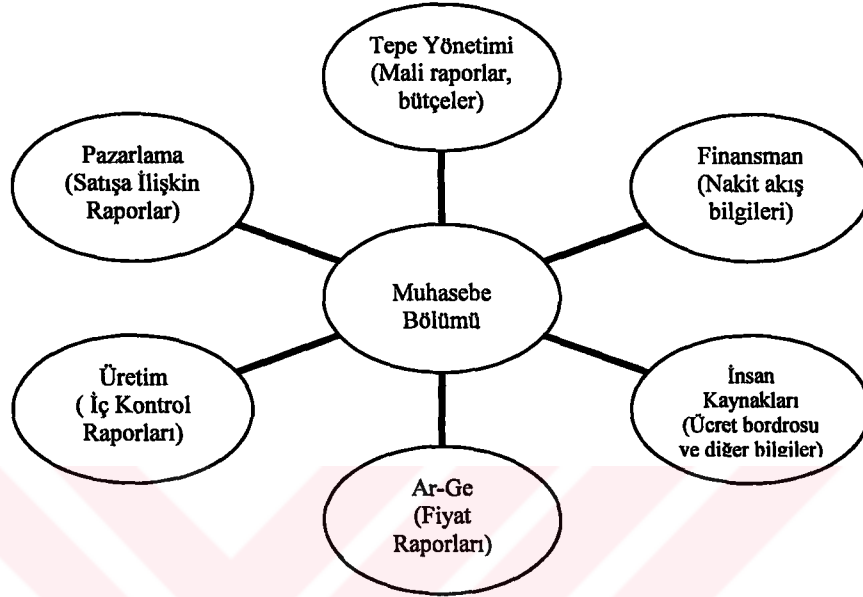 Tepe Yönetimi
(Mali raporlar,
bütçeler)
Pazarlama
(Satışa İlişkin
Raporlar)
Finansman
(Nakit akış
bilgileri)
Muhasebe
Bölümü
Üretim
( İç Kontrol
Raporları)
İnsan
Kaynakları
(Ücret bordrosu
ve diğer bilgiler)
Ar-Ge
(Fiyat
Raporları)